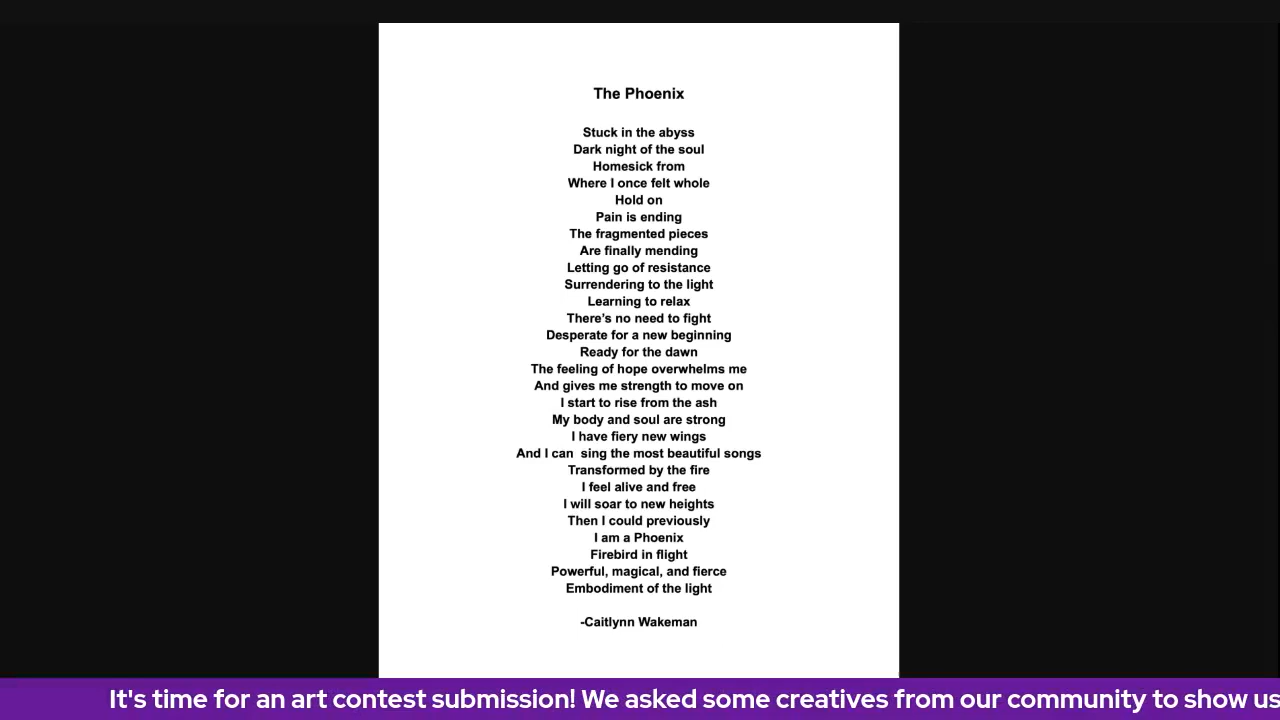 The Phoenix
Stuck in the abyss
Dark night of the soul
Homesick from
Where I once felt whole
Hold on
Pain is ending
The fragmented pieces
Are finally mending
Letting go of resistance
Surrendering to the light
Learning to relax
There's no need to fight
Desperate for a new beginning
Ready for the dawn
The feeling of hope overwhelms me
And gives me strength to move on
I start to rise from the ash
My body and soul are strong
I have fiery new wings
And I can  sing the most beautiful songs
Transformed by the fire
I feel alive and free
I will soar to new heights
Then I could previously
I am a Phoenix
Firebird in flight
Powerful, magical, and fierce
Embodiment of the light
-Caitlynn Wakeman
It's time for an art contest submission! We asked some creatives from our community to show us